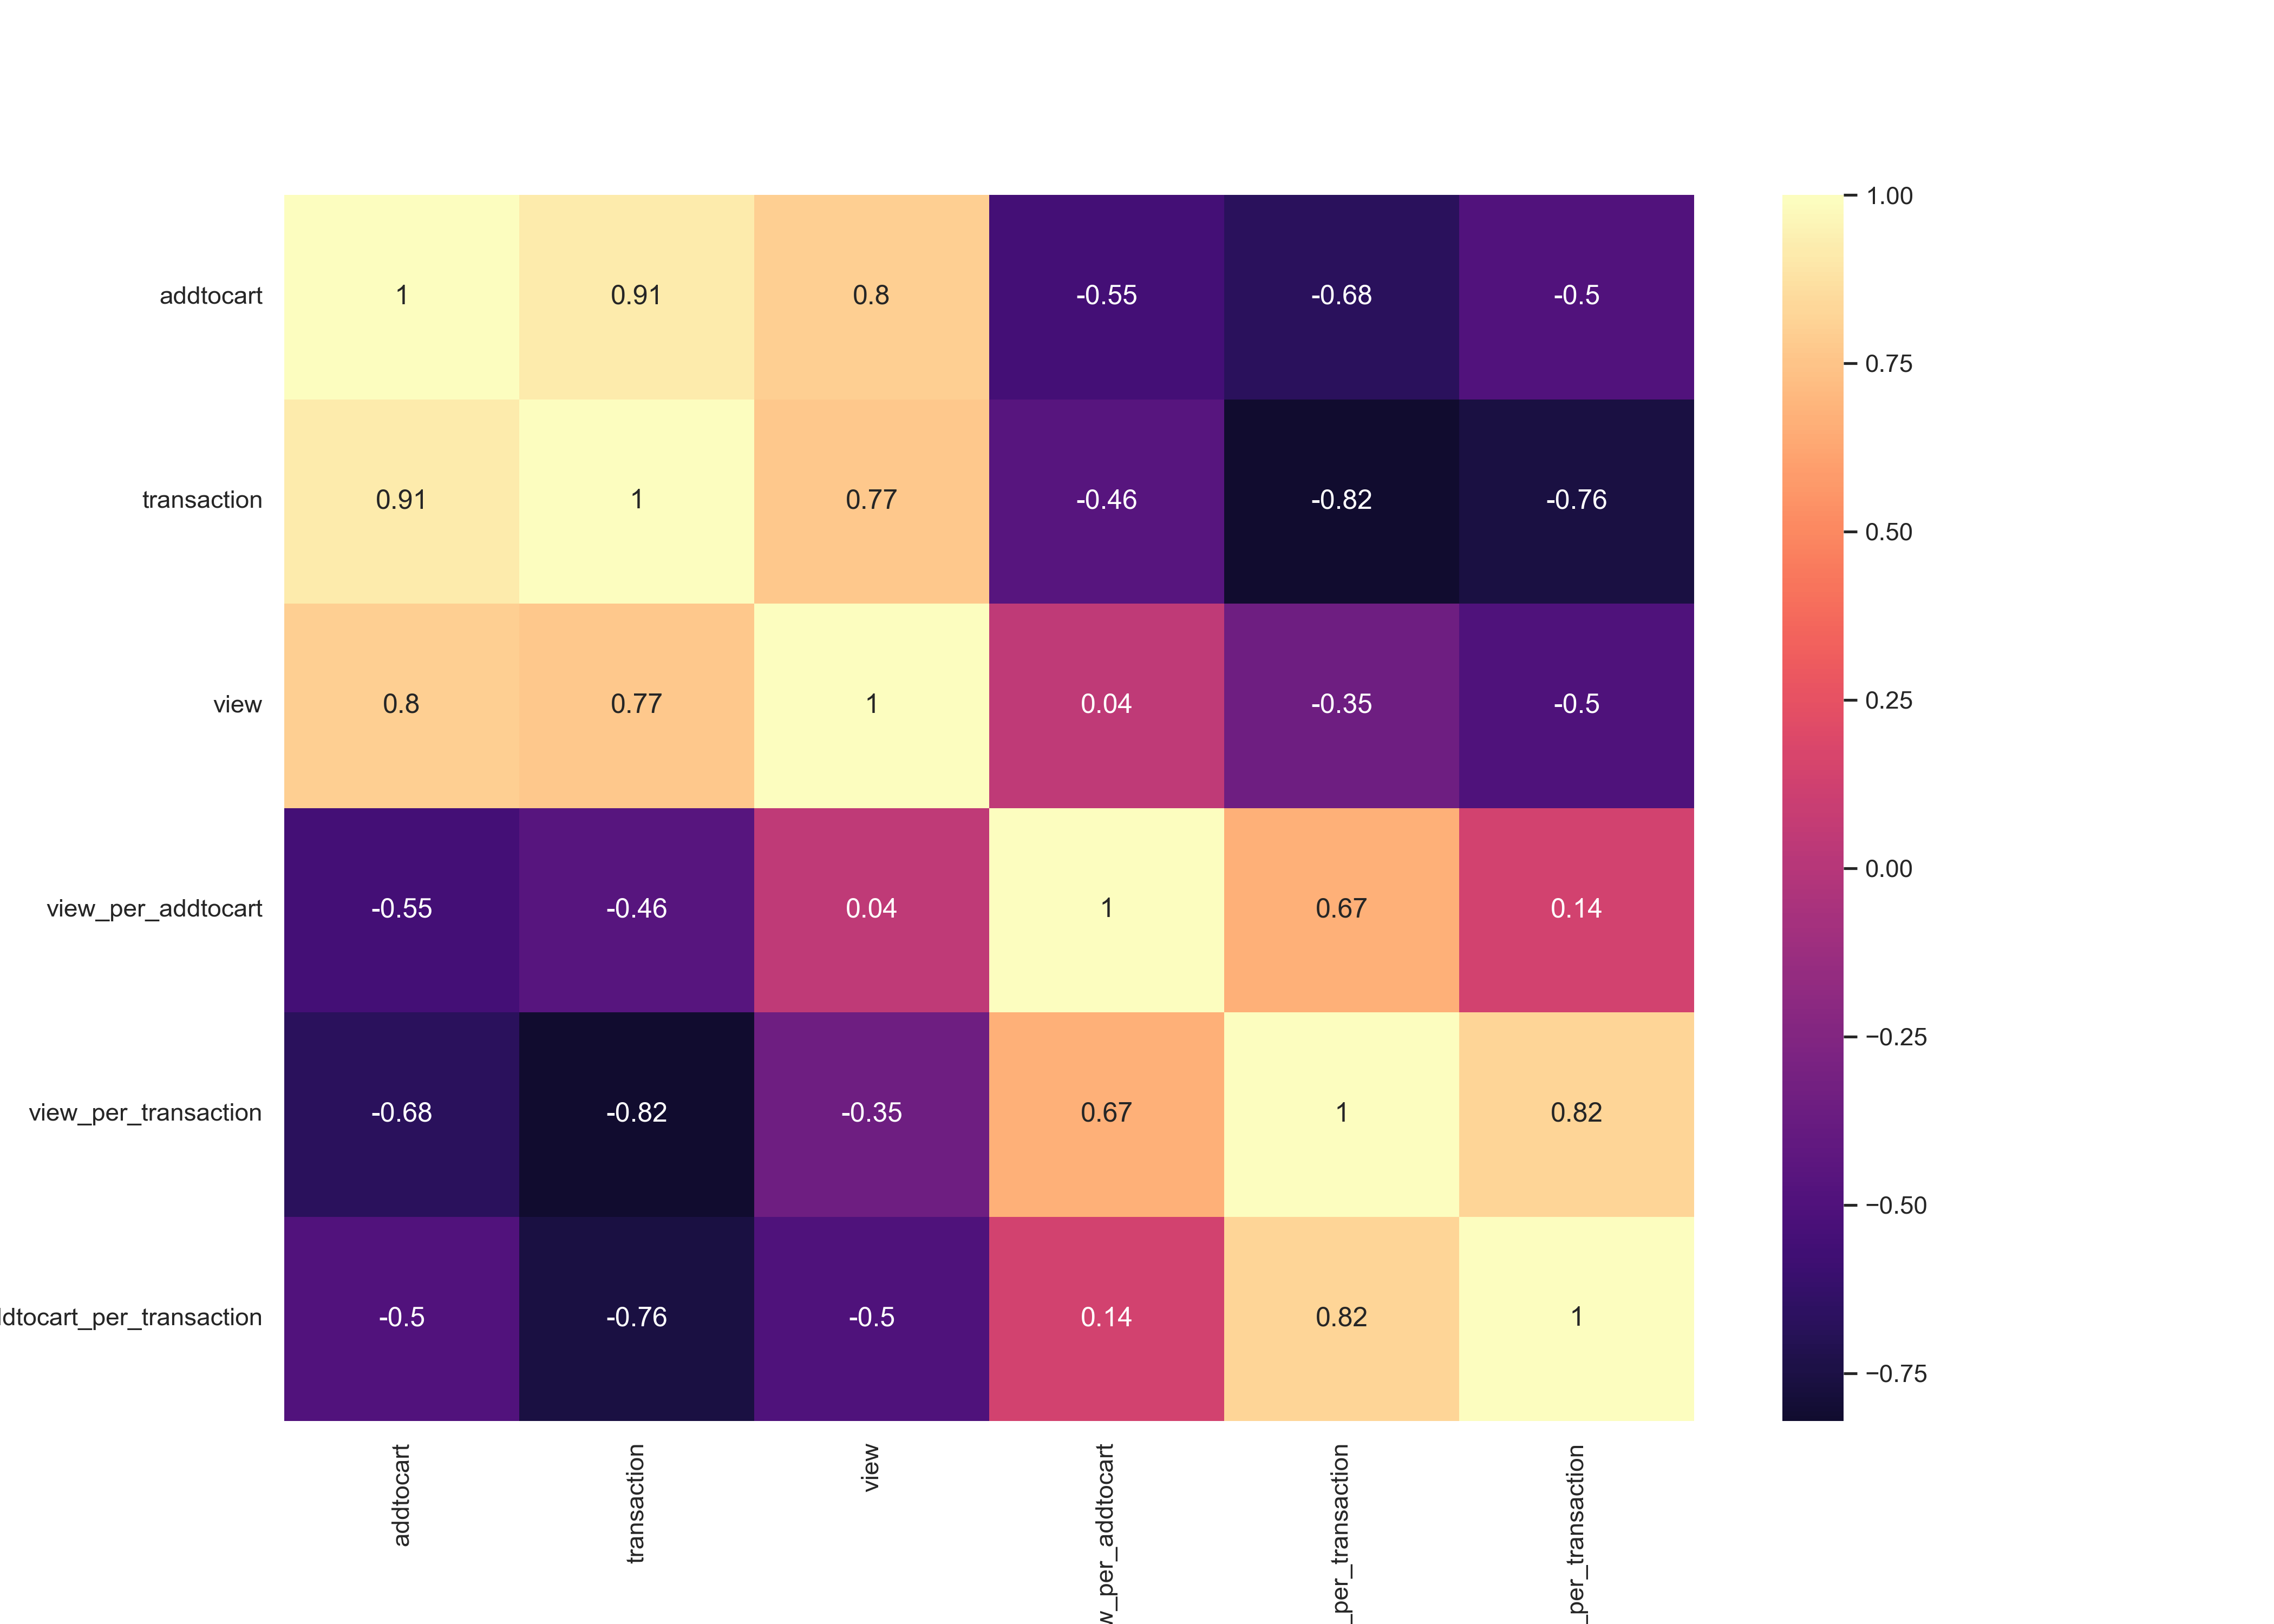 1.00
addtocart 1 0.91 0.8 -0.55 -0.68 -0.5
0.75
0.50
transaction 0.91 1 0.77 -0.46 -0.82 -0.76
0.25
view 0.8 0.77 1 0.04 -0.35 -0.5
0.00
view_per_addtocart -0.55 -0.46 0.04 1 0.67 0.14
−0.25
view_per_transaction -0.68 -0.82 -0.35 0.67 1 0.82
−0.50
dtocart_per_transaction -0.5 -0.76 -0.5 0.14 0.82 1
−0.75
addtocart
transaction
view
w_per_addtocart
_per_transaction
_per_transaction